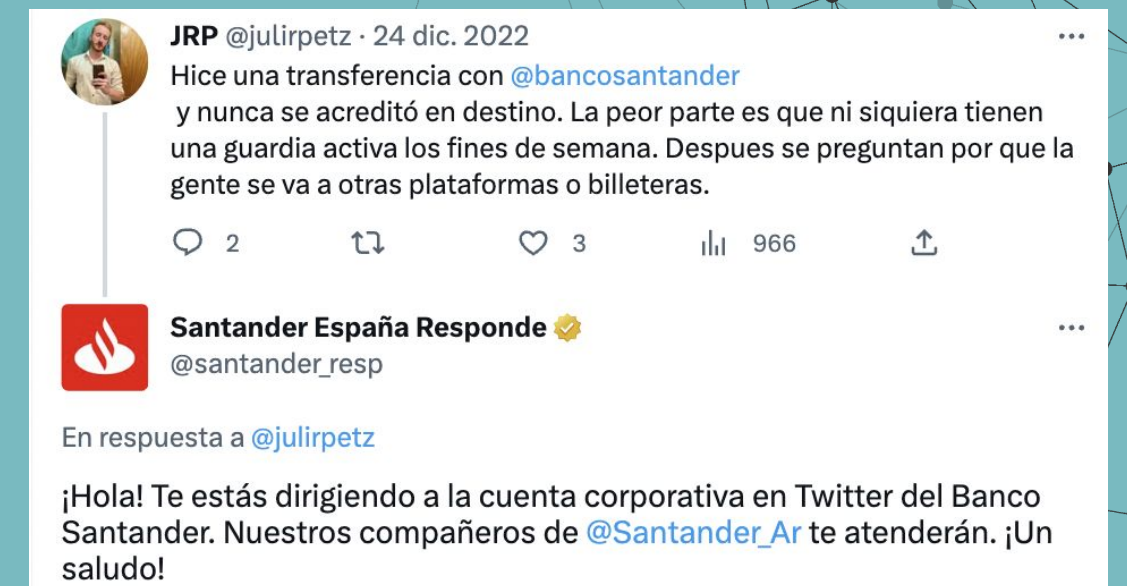 JRP @julirpetz · 24 dic. 2022
Hice una transferencia con @bancosantander
y nunca se acreditó en destino. La peor parte es que ni siquiera tienen
una guardia activa los fines de semana. Despues se preguntan por que la
gente se va a otras plataformas o billeteras.
2 3 966
Santander España Responde
@santander_resp
En respuesta a @julirpetz
¡Hola! Te estás dirigiendo a la cuenta corporativa en Twitter del Banco
Santander. Nuestros compañeros de @Santander_Ar te atenderán. ¡Un
saludo!